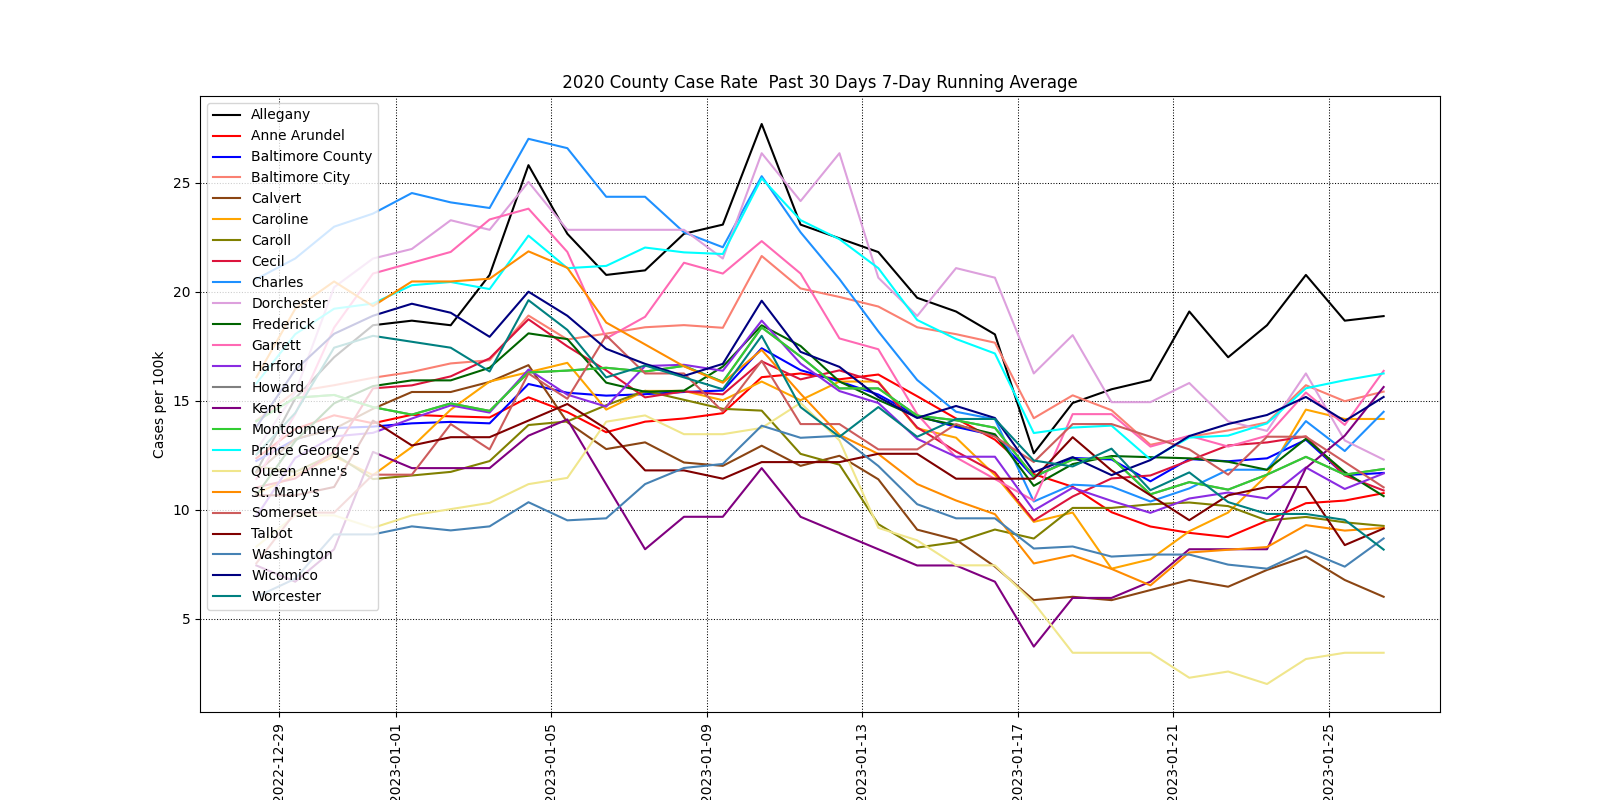 2020 County Case Rate  Past 30 Days 7-Day Running Average
Cases per 100k
25
20
15
10
5
Allegany
Anne Arundel
Baltimore County
Baltimore City
Calvert
Caroline
Caroll
Cecil
Charles
Dorchester
Frederick
Garrett
Harford
Howard
Kent
Montgomery
Prince George's
Queen Anne's
St. Mary's
Somerset
Talbot
Washington
Wicomico
Worcester
2022-12-29
2023-01-01
2023-01-05
2023-01-09
2023-01-13
2023-01-17
2023-01-21
2023-01-25